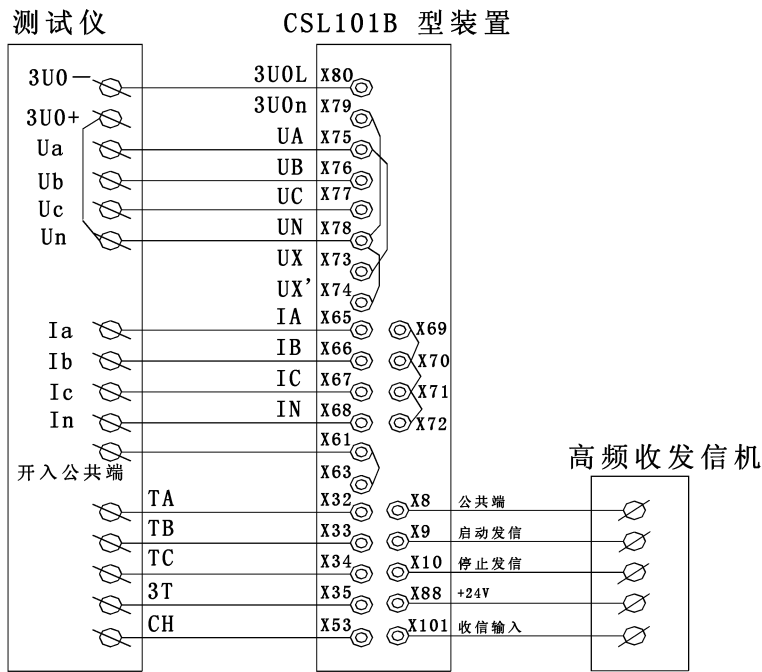 测试仪 CSL101B 型装置
3U0— 3U0L X80
3U0+ 3U0n X79
Ua UA X75
Ub UB X76
Uc UC X77
Un UN X78
UX X73
UX' X74
Ia IA X65 X69
Ib IB X66 X70
Ic IC X67 X71
In IN X68 X72
X61
开入公共端 X63
高频收发信机
TA X32 X8 公共端
TB X33 X9 启动发信
TC X34 X10 停止发信
3T X35 X88 +24V
CH X53 X101 收信输入